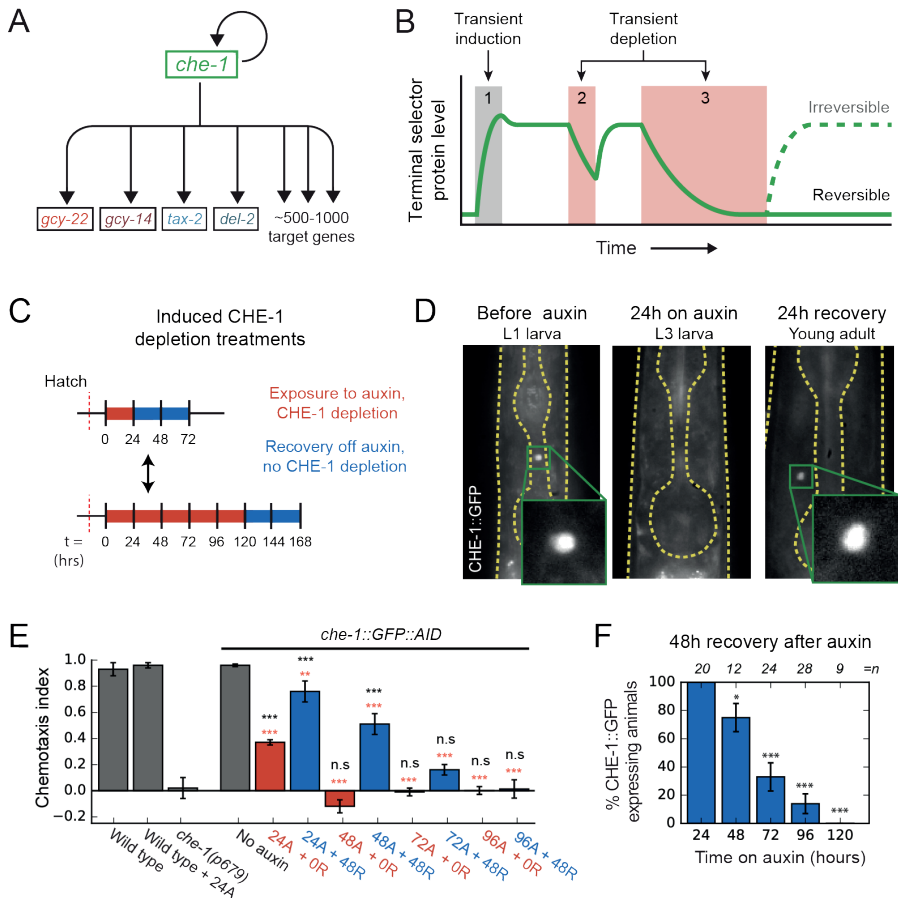 A
che-1
gcy-22
gcy-14
tax-2
del-2
~500-1000
target genes
B
Transient
induction
Transient
depletion
1
2
3
Irreversible
Reversible
Terminal selector
protein level
Time
C
Induced CHE-1
depletion treatments
Hatch
0 24 48 72
Exposure to auxin,
CHE-1 depletion
Recovery off auxin,
no CHE-1 depletion
t =
(hrs)
0 24 48 72 96 120 144 168
D
Before auxin
L1 larva
24h on auxin
L3 larva
24h recovery
Young adult
CHE-1::GFP
E
che-1::GFP::AID
Chemotaxis index
1.0
0.8
0.6
0.4
0.2
0.0
−0.2
***
***
***
**
n.s
***
***
***
n.s
***
n.s
***
n.s
***
n.s
***
Wild type
Wild type + 24A
che-1(p679)
No auxin
24A + 0R
24A + 48R
48A + 0R
48A + 48R
72A + 0R
72A + 48R
96A + 0R
96A + 48R
F
48h recovery after auxin
20 12 24 28 9 =n
% CHE-1::GFP
expressing animals
100
80
60
40
20
0
*
***
***
***
24 48 72 96 120
Time on auxin (hours)